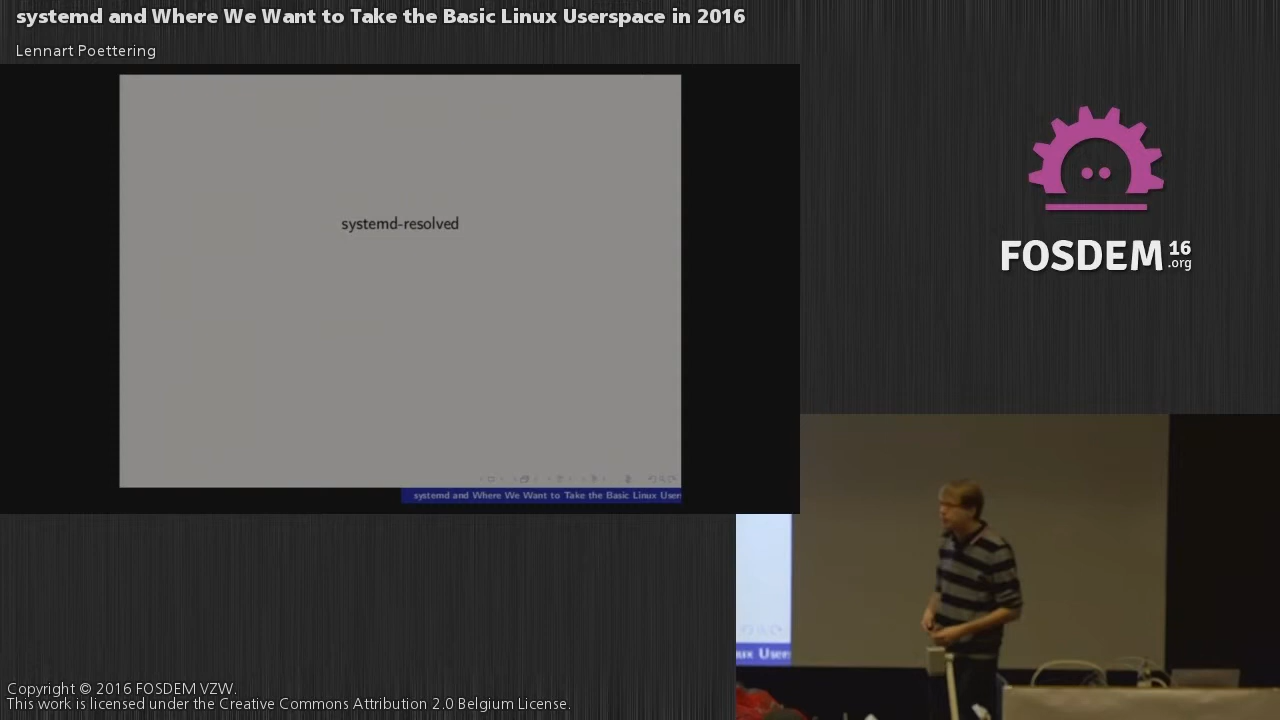 systemd and Where We Want to Take the Basic Linux Userspace in 2016
Lennart Poettering
systemd-resolved
systemd and Where We Want to Take the Basic Linux User
FOSDEM 16
.org
ux Users
Copyright © 2016 FOSDEM VZW.
This work is licensed under the Creative Commons Attribution 2.0 Belgium License.